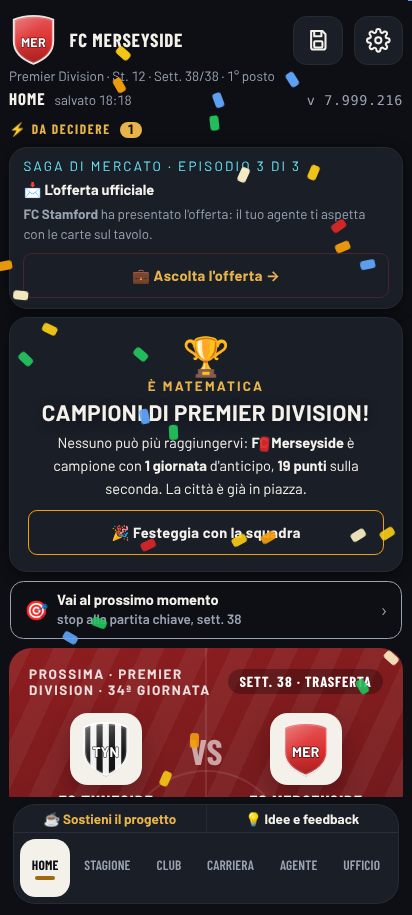 MER
FC MERSEYSIDE
Premier Division · St. 12 · Sett. 38/38 · 1° posto
HOME salvato 18:18 v 7.999.216
⚡ DA DECIDERE 1
SAGA DI MERCATO · EPISODIO 3 DI 3
📩 L'offerta ufficiale
FC Stamford ha presentato l'offerta: il tuo agente ti aspetta
con le carte sul tavolo.
💼 Ascolta l'offerta →
È MATEMATICA
CAMPIONI DI PREMIER DIVISION!
Nessuno può più raggiungervi: FC Merseyside è
campione con 1 giornata d'anticipo, 19 punti sulla
seconda. La città è già in piazza.
🎉 Festeggia con la squadra
Vai al prossimo momento
stop alla partita chiave, sett. 38
PROSSIMA · PREMIER
DIVISION · 34ª GIORNATA
SETT. 38 · TRASFERTA
TYN
VS
MER
☕ Sostieni il progetto
💡 Idee e feedback
HOME STAGIONE CLUB CARRIERA AGENTE UFFICIO